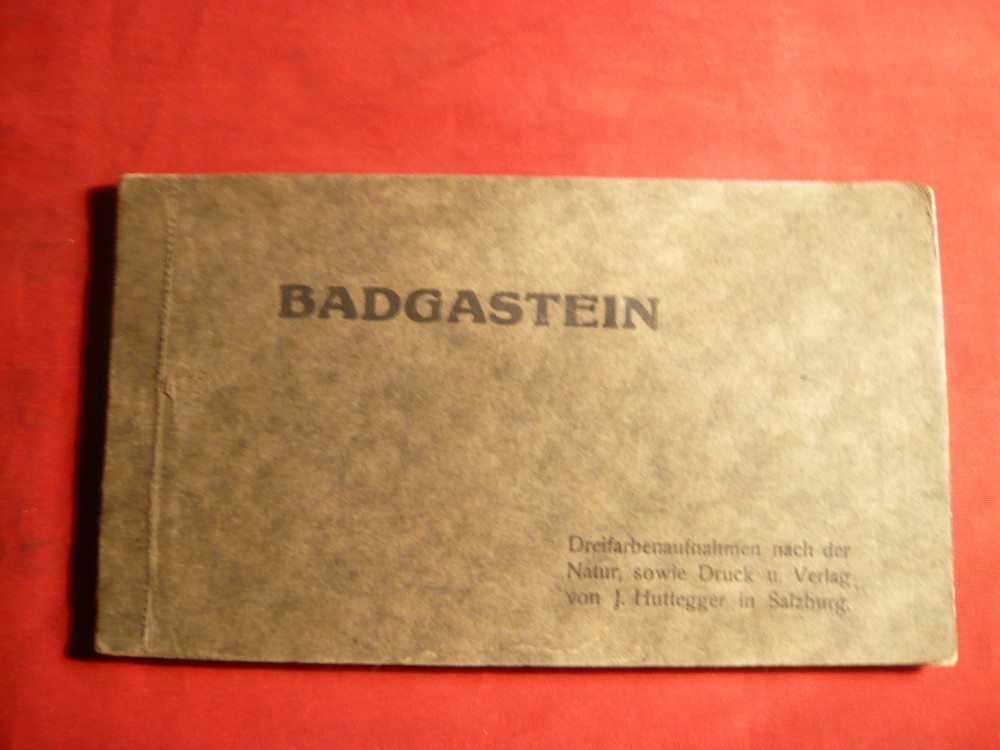 BADGASTEIN
Dreifarbenaufnahmen nach der
Natur, sowie Druck u. Verlag
von J. Huttegger in Salzburg.